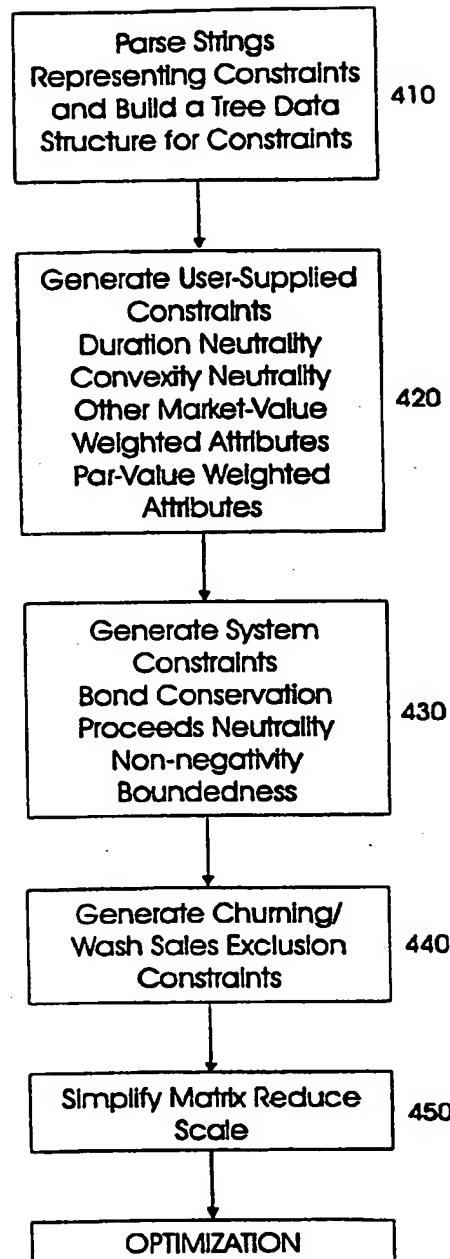 Parse Strings
Representing Constraints
and Build a Tree Data
Structure for Constraints
410
Generate User-Supplied
Constraints
Duration Neutrality
Convexity Neutrality
Other Market-Value
Weighted Attributes
Par-Value Weighted
Attributes
420
Generate System
Constraints
Bond Conservation
Proceeds Neutrality
Non-negativity
Boundedness
430
Generate Churning/
Wash Sales Exclusion
Constraints
440
Simplify Matrix Reduce
Scale
450
OPTIMIZATION